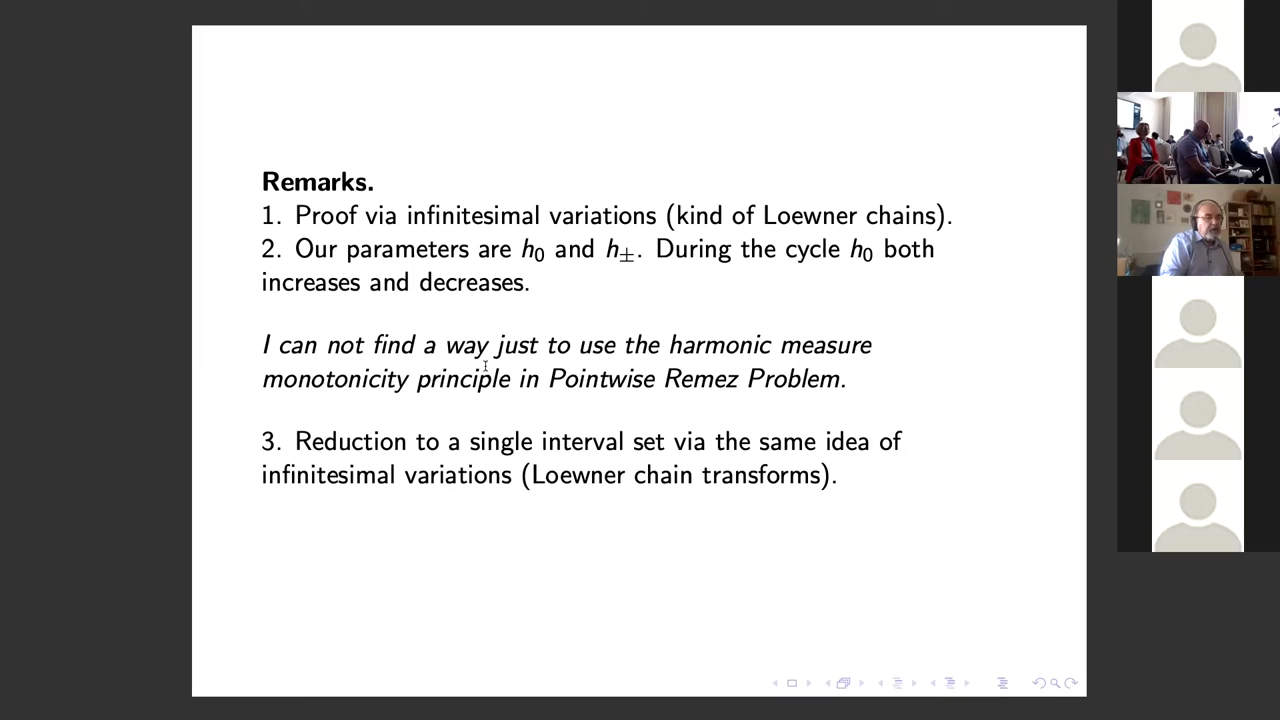 Remarks.
1. Proof via infinitesimal variations (kind of Loewner chains).
2. Our parameters are h₀ and h±. During the cycle h₀ both
increases and decreases.
I can not find a way just to use the harmonic measure
monotonicity principle in Pointwise Remez Problem.
3. Reduction to a single interval set via the same idea of
infinitesimal variations (Loewner chain transforms).